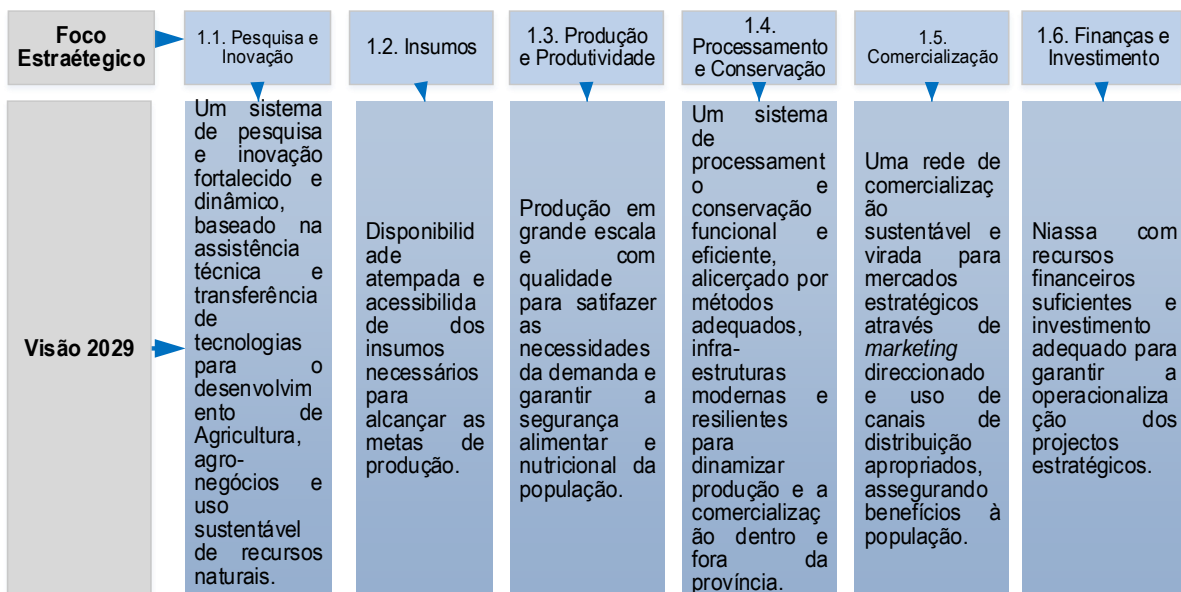 Foco
Estraétegico
1.1. Pesquisa e
Inovação
1.2. Insumos
1.3. Produção
e Produtividade
1.4.
Processamento
e Conservação
1.5.
Comercialização
1.6. Finanças e
Investimento
Visão 2029
Um sistema
de pesquisa
e inovação
fortalecido e
dinâmico,
baseado na
assistência
técnica e
transferência
de
tecnologias
para o
desenvolvim
ento de
Agricultura,
agro-
negócios e
uso
sustentável
de recursos
naturais.
Disponibilid
ade
atempada e
acessibilida
de dos
insumos
necessários
para
alcançar as
metas de
produção.
Produção em
grande escala
e com
qualidade
para satifazer
as
necessidades
da demanda e
garantir a
segurança
alimentar e
nutricional da
população.
Um sistema
de
processament
o e
conservação
funcional e
eficiente,
alicerçado por
métodos
adequados,
infra-
estruturas
modernas e
resilientes
para
dinamizar
produção e a
comercializaç
ão dentro e
fora da
província.
Uma rede de
comercializaç
ão
sustentável e
virada para
mercados
estratégicos
através de
marketing
direccionado
e uso de
canais de
distribuição
apropriados,
assegurando
benefícios à
população.
Niassa com
recursos
financeiros
suficientes e
investimento
adequado para
garantir a
operacionaliza
ção dos
projectos
estratégicos.